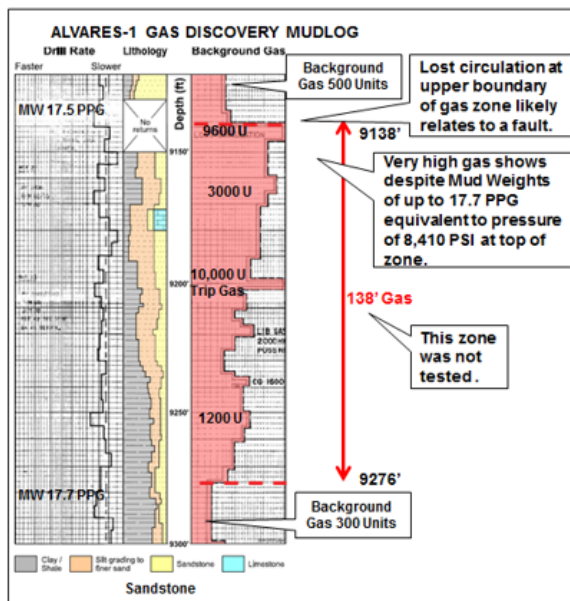 ALVARES-1 GAS DISCOVERY MUDLOG
Drill Rate
Lithology
Background Gas
Faster
Slower
Depth (ft)
MW 17.5 PPG
No
returns
Background
Gas 500 Units
Lost circulation at
upper boundary
of gas zone likely
relates to a fault.
9600 U
9138'
9150'
3000 U
Very high gas shows
despite Mud Weights
of up to 17.7 PPG
equivalent to pressure
of 8,410 PSI at top of
zone.
10,000 U
Trip Gas
9200'
138' Gas
This zone
was not
tested .
1200 U
9250'
9276'
MW 17.7 PPG
Background
Gas 300 Units
9300'
Clay /
Shale
Silt grading to
finer sand
Sandstone
Limestone
Sandstone